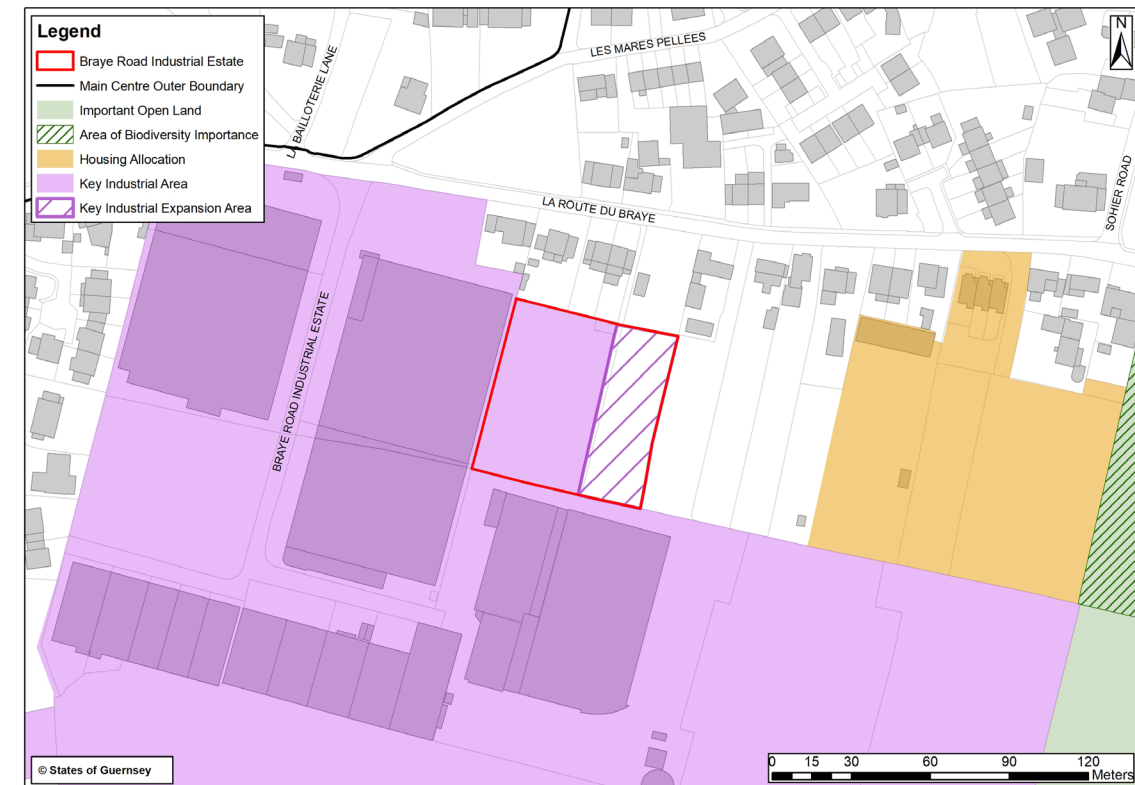 Legend
Braye Road Industrial Estate
Main Centre Outer Boundary
Important Open Land
Area of Biodiversity Importance
Housing Allocation
Key Industrial Area
Key Industrial Expansion Area
LA BAILLOTERIE LANE
LES MARES PELLEES
N
SOHIER ROAD
LA ROUTE DU BRAYE
BRAYE ROAD INDUSTRIAL ESTATE
© States of Guernsey
0 15 30 60 90 120
Meters